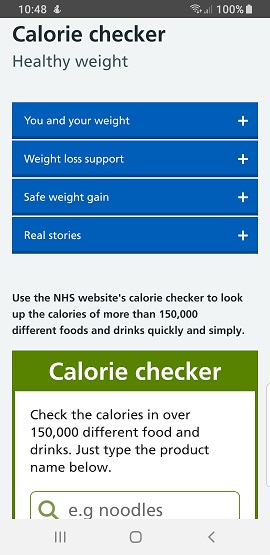 10:48 100%
Calorie checker
Healthy weight
You and your weight +
Weight loss support +
Safe weight gain +
Real stories +
Use the NHS website's calorie checker to look
up the calories of more than 150,000
different foods and drinks quickly and simply.
Calorie checker
Check the calories in over
150,000 different food and
drinks. Just type the product
name below.
e.g noodles